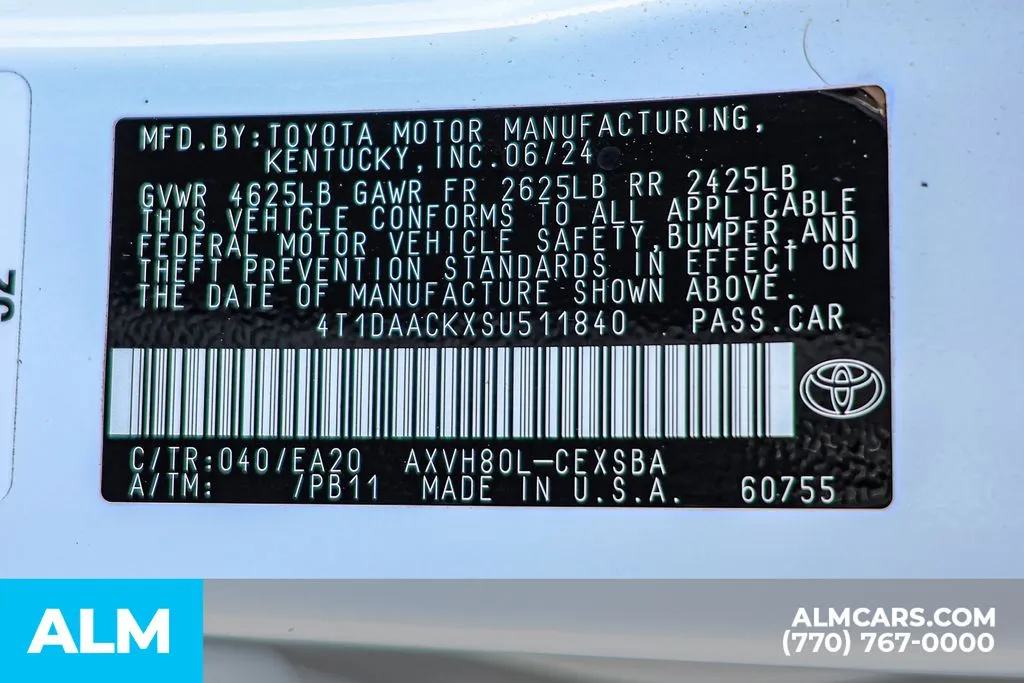 MFD.BY:TOYOTA MOTOR MANUFACTURING,
KENTUCKY,INC.06/24
GVWR 4625LB GAWR FR 2625LB RR 2425LB
THIS VEHICLE CONFORMS TO ALL APPLICABLE
FEDERAL MOTOR VEHICLE SAFETY,BUMPER,AND
THEFT PREVENTION STANDARDS IN EFFECT ON
THE DATE OF MANUFACTURE SHOWN ABOVE.
4T1DAACKXSU511840 PASS.CAR
C/TR:040/EA20 AXVH80L-CEXSBA
A/TM: /PB11 MADE IN U.S.A. 60755
ALM
ALMCARS.COM
(770) 767-0000